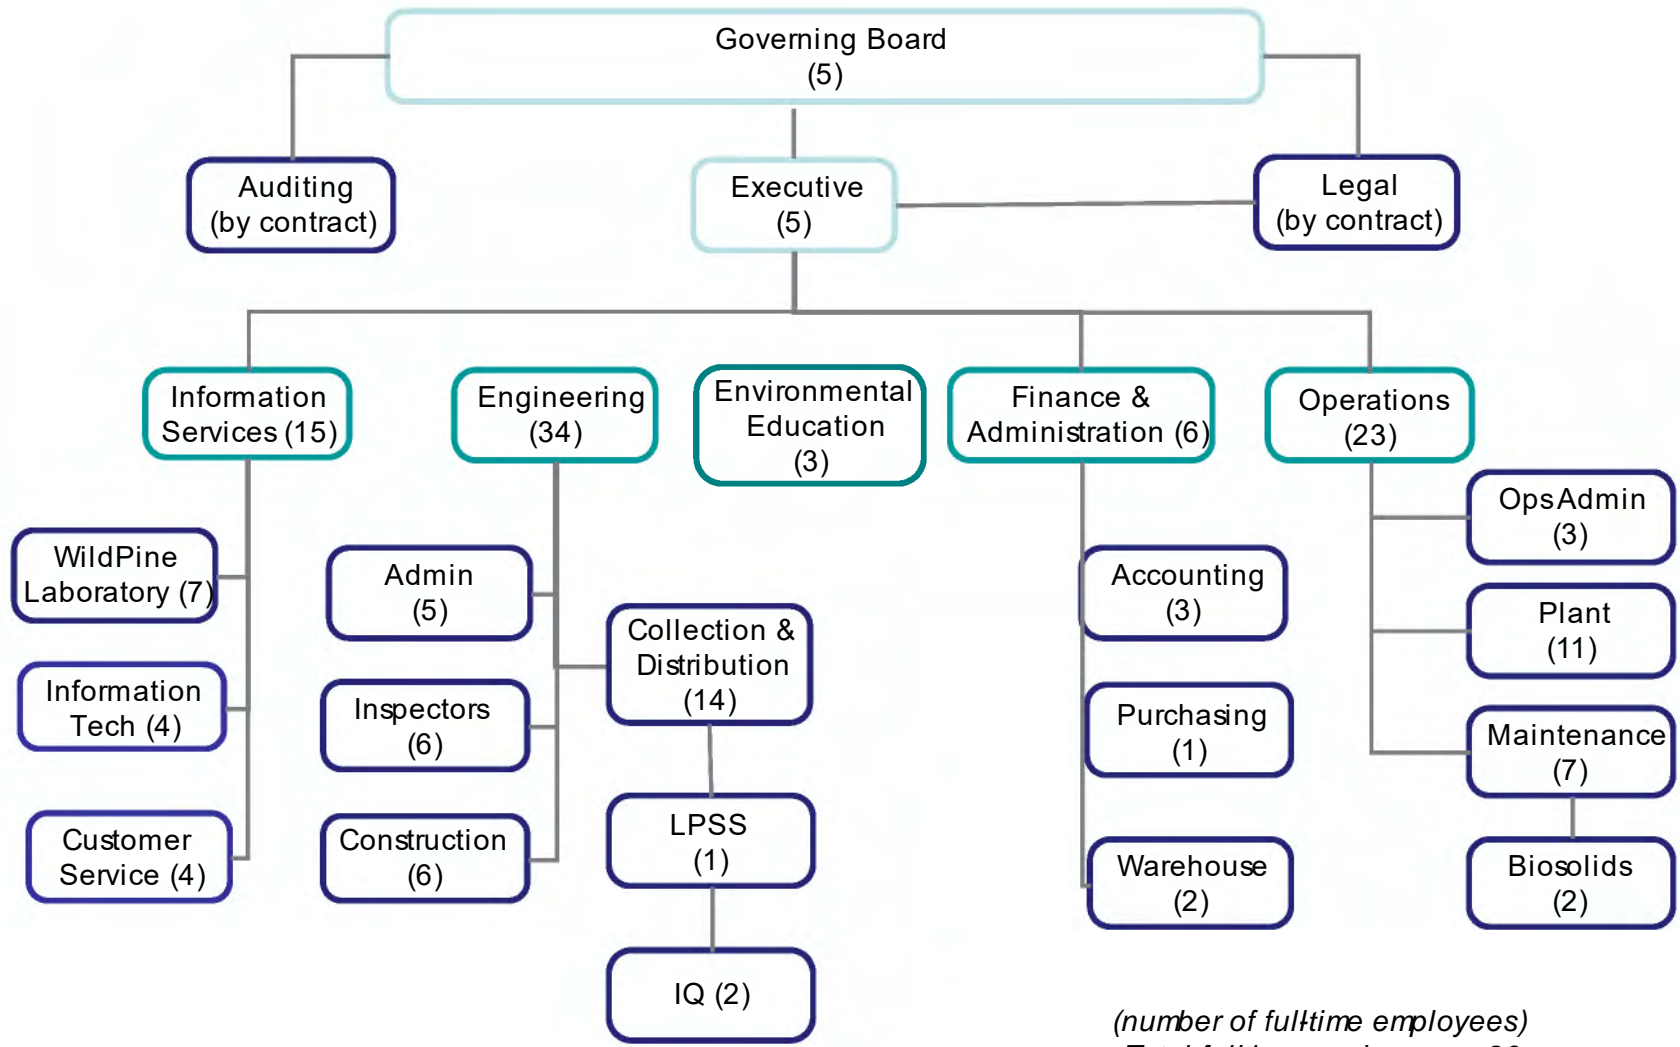 Governing Board
(5)
Auditing
(by contract)
Executive
(5)
Legal
(by contract)
Information
Services (15)
Engineering
(34)
Environmental
Education
(3)
Finance &
Administration (6)
Operations
(23)
WildPine
Laboratory (7)
Information
Tech (4)
Customer
Service (4)
Admin
(5)
Inspectors
(6)
Construction
(6)
Collection &
Distribution
(14)
LPSS
(1)
IQ (2)
Accounting
(3)
Purchasing
(1)
Warehouse
(2)
Ops Admin
(3)
Plant
(11)
Maintenance
(7)
Biosolids
(2)
(number of full-time employees)